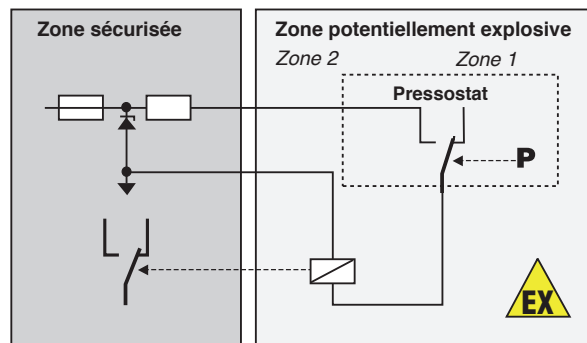 Zone sécurisée
Zone potentiellement explosive
Zone 2 Zone 1
Pressostat
P
EX